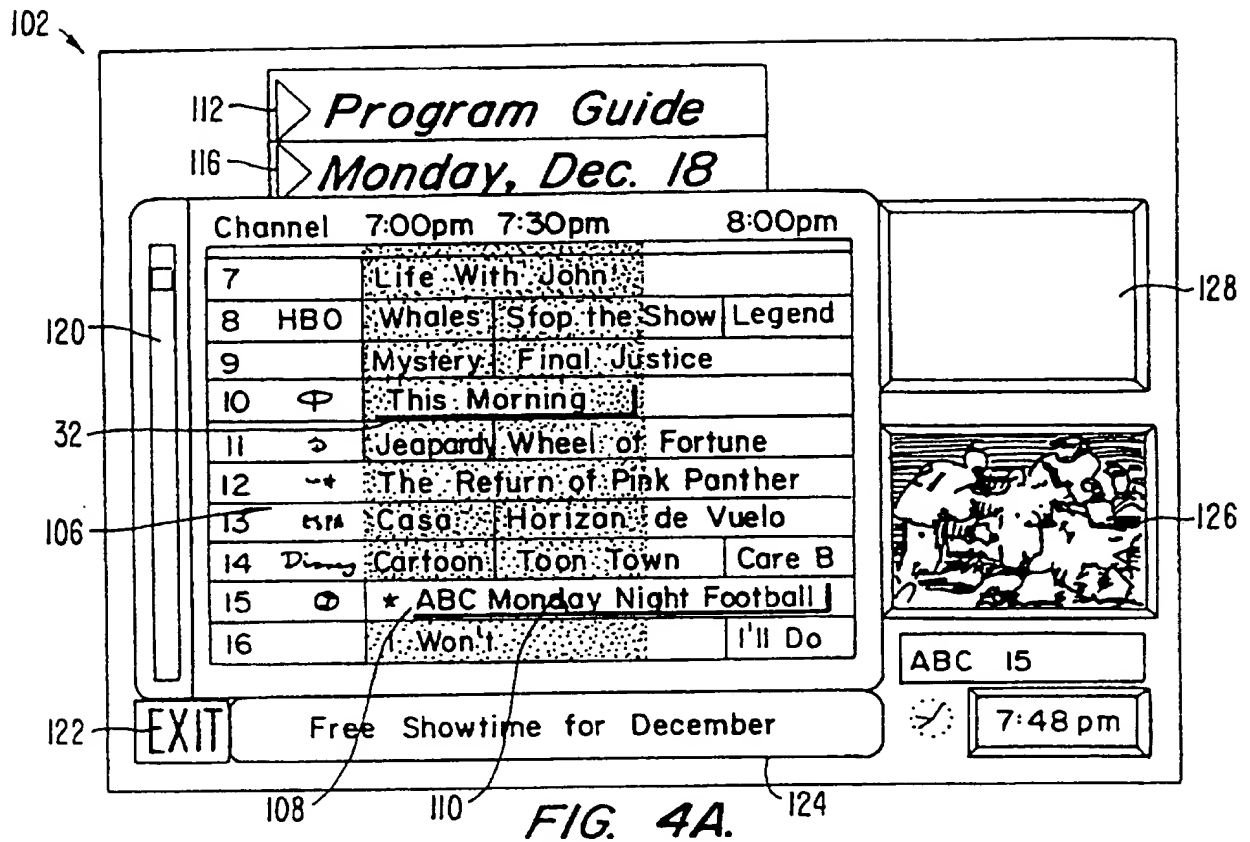 102
112 Program Guide
116 Monday, Dec. 18
Channel 7:00pm 7:30pm 8:00pm
7 Life With John
8 HBO Whales Stop the Show Legend
128
120
9 Mystery Final Justice
10 This Morning
32
11 Jeapardy Wheel of Fortune
12 The Return of Pink Panther
106
13 ESPA Casa Horizon de Vuelo
126
14 Disney Cartoon Toon Town Care B
15 ★ ABC Monday Night Football
16 I Won't I'll Do
ABC 15
122 EXIT Free Showtime for December 7:48 pm
108 110 124
FIG. 4A.